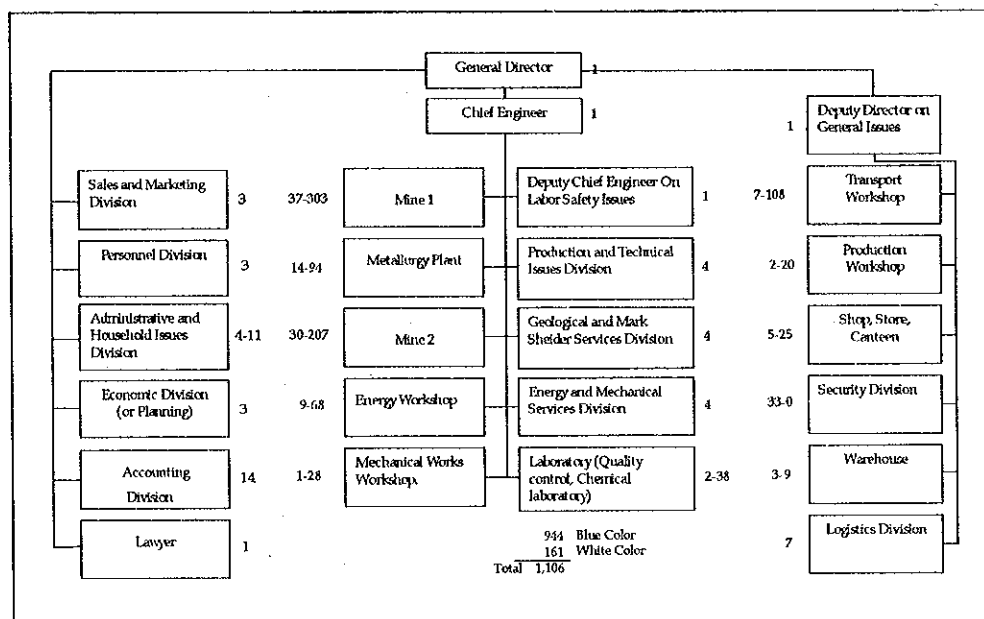 General Director
1
Chief Engineer
1
1
Deputy Director on
General Issues
Sales and Marketing
Division
3
37-303
Mine 1
Deputy Chief Engineer On
Labor Safety Issues
1
7-108
Transport
Workshop
Personnel Division
3
14-94
Metallurgy Plant
Production and Technical
Issues Division
4
2-20
Production
Workshop
Administrative and
Household Issues
Division
4-11
30-207
Mine 2
Geological and Mark
Sheider Services Division
4
5-25
Shop, Store,
Canteen
Economic Division
(or Planning)
3
9-68
Energy Workshop
Energy and Mechanical
Services Division
4
33-0
Security Division
Accounting
Division
14
1-28
Mechanical Works
Workshop.
Laboratory (Quality
control, Chemical
laboratory)
2-38
3-9
Warehouse
Lawyer
1
944 Blue Color
161 White Color
Total 1,106
7
Logistics Division